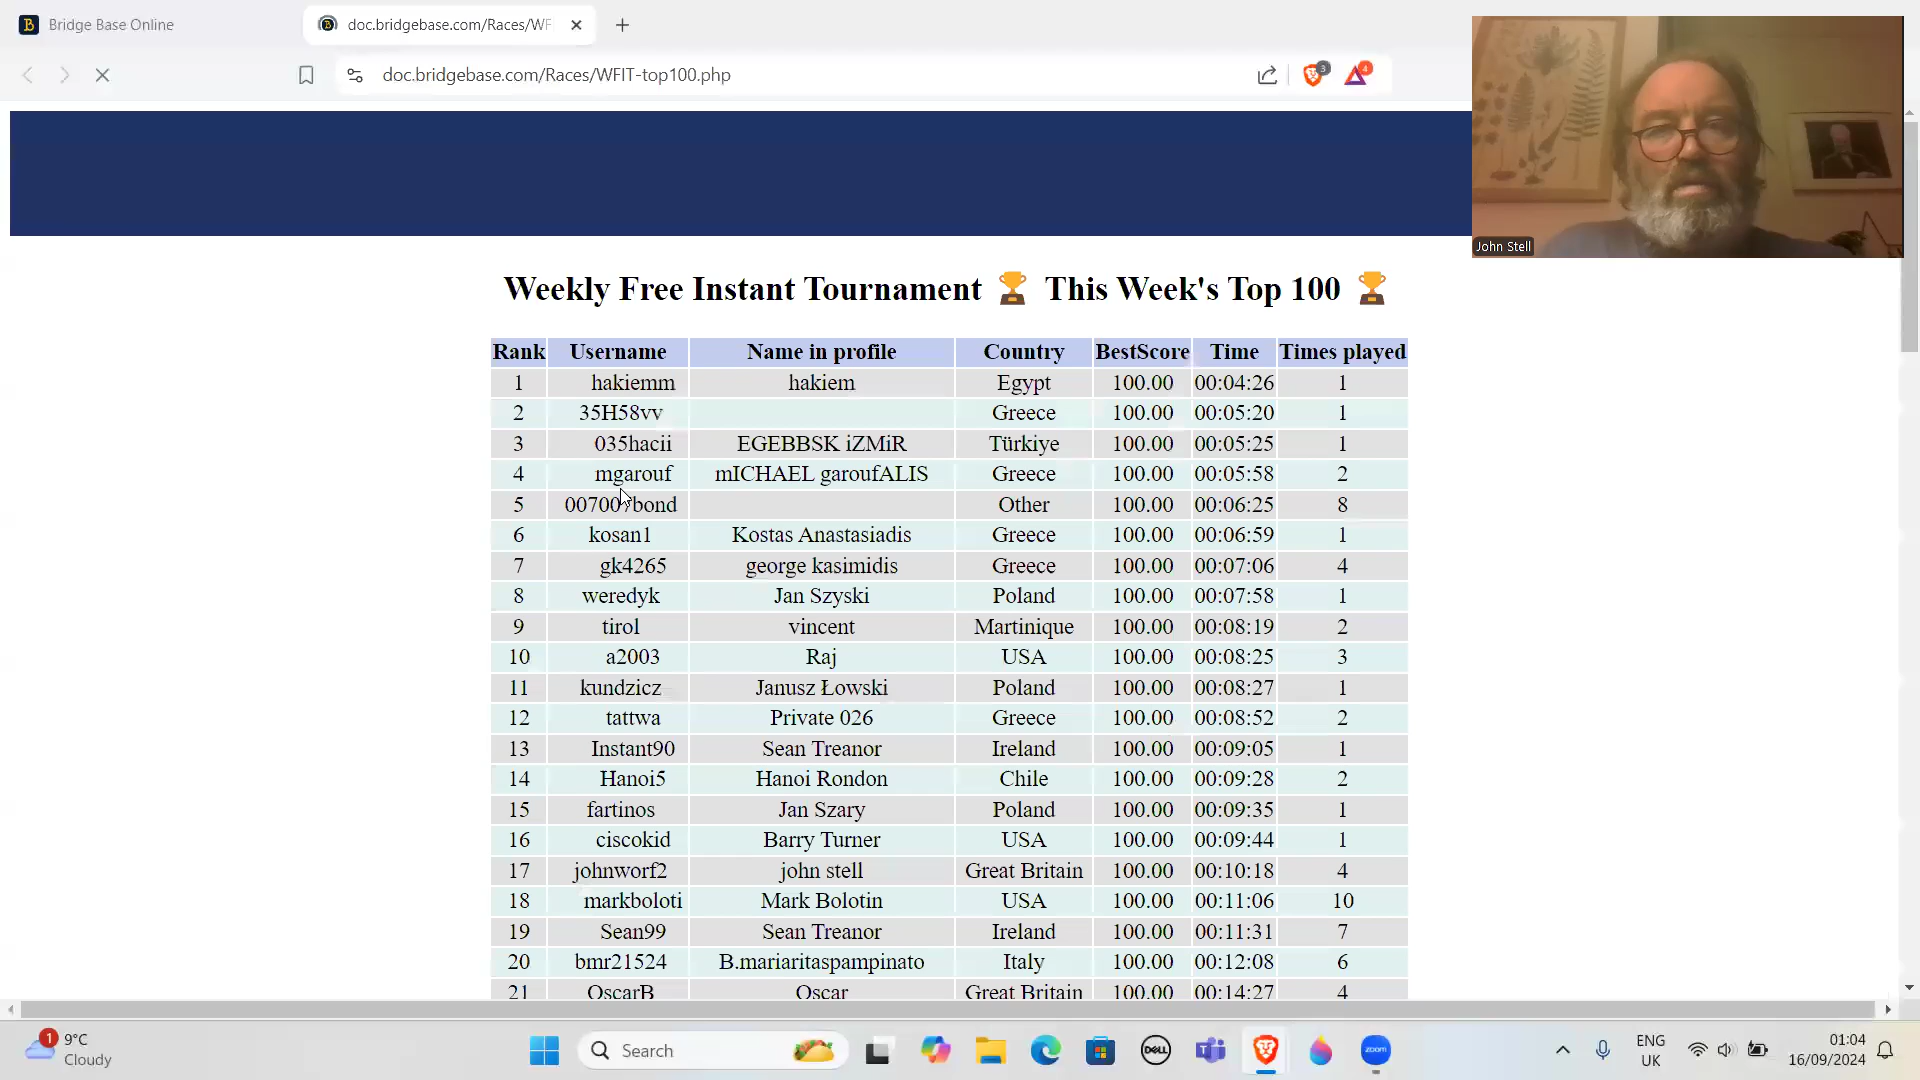 Bridge Base Online
doc.bridgebase.com/Races/WF
doc.bridgebase.com/Races/WFIT-top100.php
3
4
John Stell
Weekly Free Instant Tournament 🏆 This Week's Top 100 🏆
Rank Username Name in profile Country BestScore Time Times played
1 hakiemm hakiem Egypt 100.00 00:04:26 1
2 35H58vv Greece 100.00 00:05:20 1
3 035hacii EGEBBSK iZMiR Türkiye 100.00 00:05:25 1
4 mgarouf mICHAEL garoufALIS Greece 100.00 00:05:58 2
5 007007bond Other 100.00 00:06:25 8
6 kosan1 Kostas Anastasiadis Greece 100.00 00:06:59 1
7 gk4265 george kasimidis Greece 100.00 00:07:06 4
8 weredyk Jan Szyski Poland 100.00 00:07:58 1
9 tirol vincent Martinique 100.00 00:08:19 2
10 a2003 Raj USA 100.00 00:08:25 3
11 kundzicz Janusz Łowski Poland 100.00 00:08:27 1
12 tattwa Private 026 Greece 100.00 00:08:52 2
13 Instant90 Sean Treanor Ireland 100.00 00:09:05 1
14 Hanoi5 Hanoi Rondon Chile 100.00 00:09:28 2
15 fartinos Jan Szary Poland 100.00 00:09:35 1
16 ciscokid Barry Turner USA 100.00 00:09:44 1
17 johnworf2 john stell Great Britain 100.00 00:10:18 4
18 markboloti Mark Bolotin USA 100.00 00:11:06 10
19 Sean99 Sean Treanor Ireland 100.00 00:11:31 7
20 bmr21524 B.mariaritaspampinato Italy 100.00 00:12:08 6
21 OscarB Oscar Great Britain 100.00 00:14:27 4
1
9°C
Cloudy
Search
DELL
zoom
ENG
UK
01:04
16/09/2024